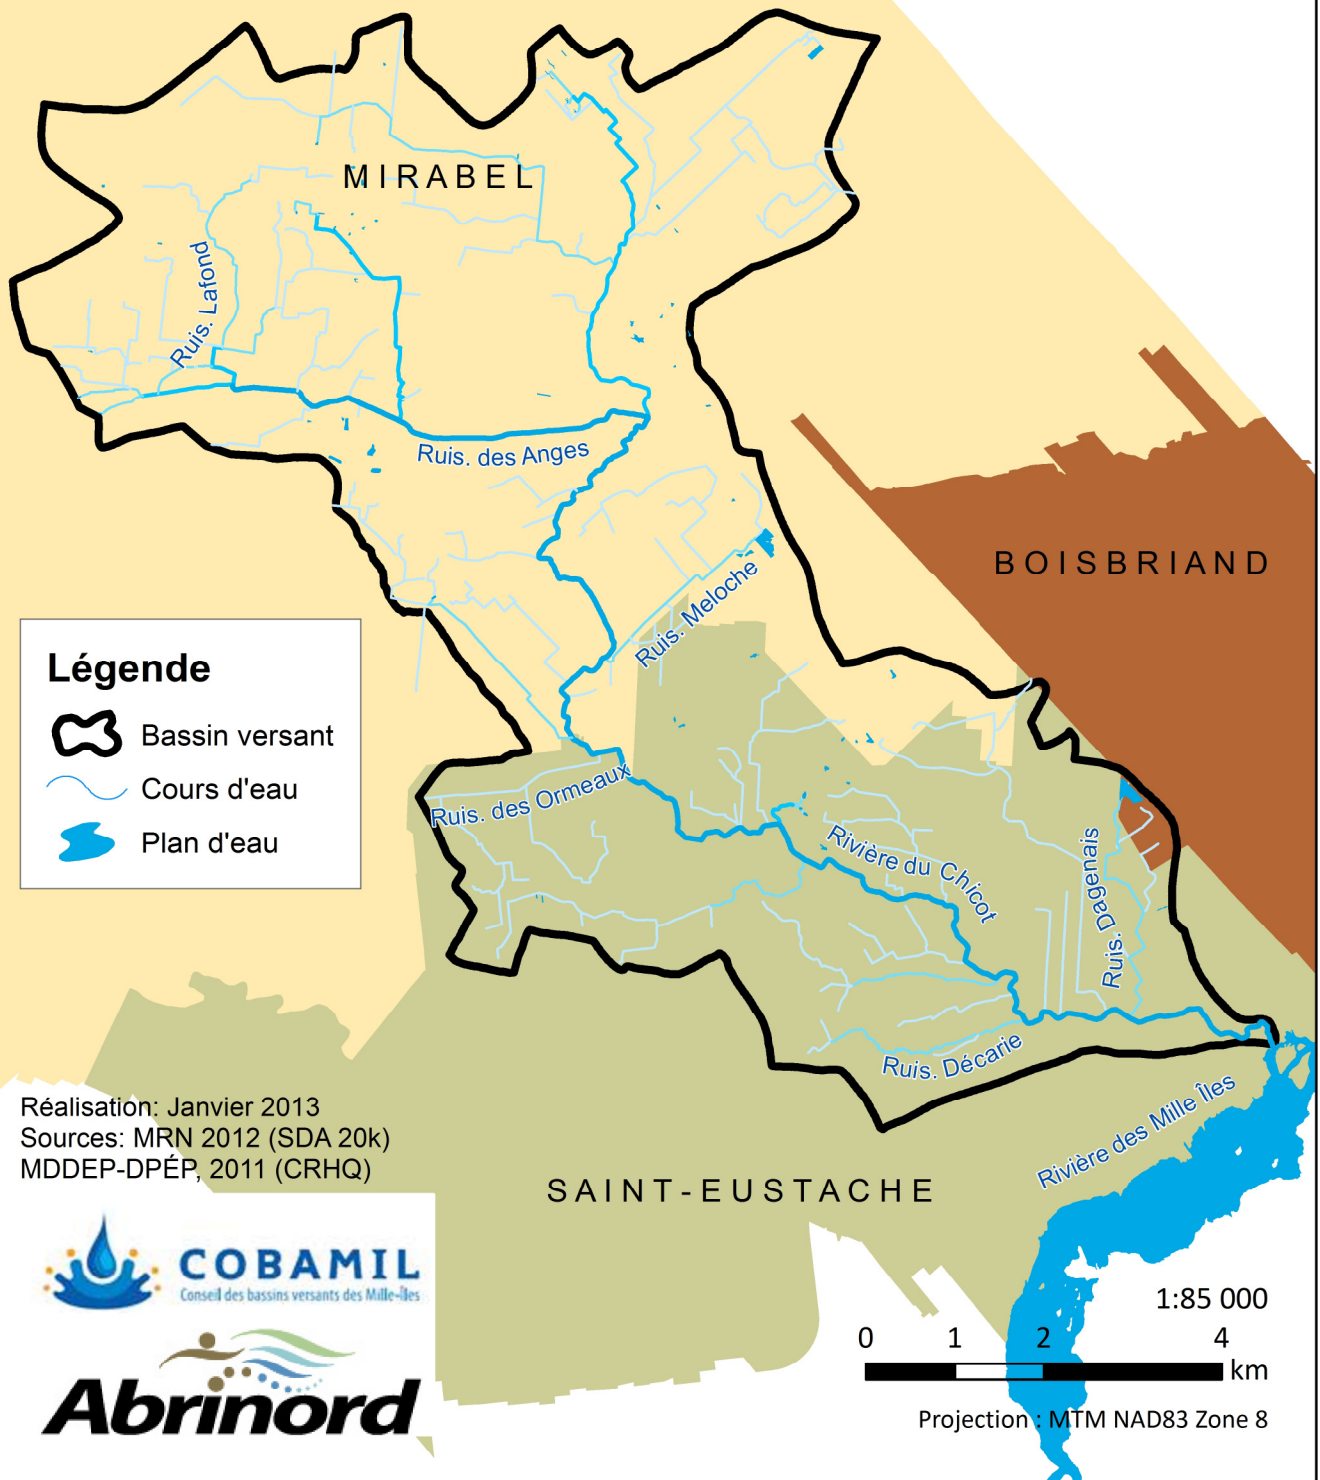 MIRABEL
Ruis. Lafond
Ruis. des Anges
BOISBRIAND
Ruis. Meloche
Légende
Bassin versant
Cours d'eau
Plan d'eau
Ruis. des Ormeaux
Rivière du Chicot
Ruis. Dagenais
Ruis. Décarie
Rivière des Mille Îles
Réalisation: Janvier 2013
Sources: MRN 2012 (SDA 20k)
MDDEP-DPÉP, 2011 (CRHQ)
SAINT-EUSTACHE
COBAMIL
Conseil des bassins versants des Mille-Îles
Abrinord
1:85 000
0 1 2 4
km
Projection : MTM NAD83 Zone 8